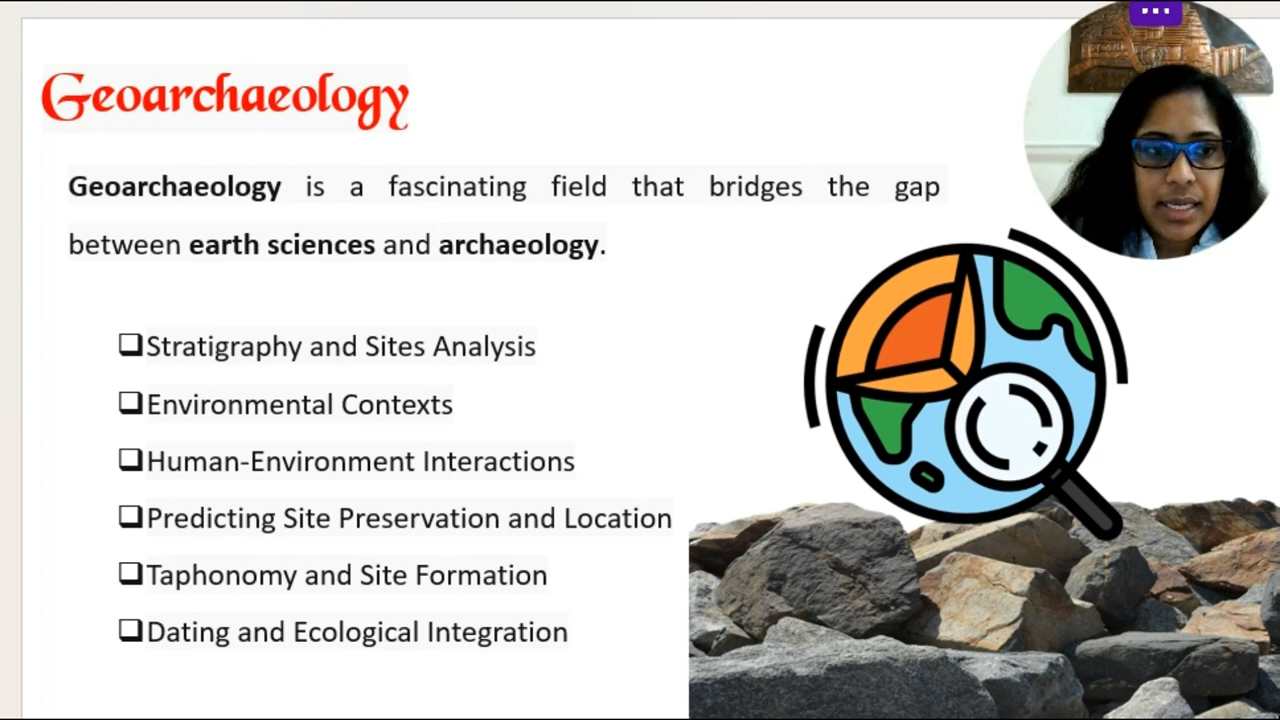 Geoarchaeology
Geoarchaeology is a fascinating field that bridges the gap
between earth sciences and archaeology.
❑Stratigraphy and Sites Analysis
❑Environmental Contexts
❑Human-Environment Interactions
❑Predicting Site Preservation and Location
❑Taphonomy and Site Formation
❑Dating and Ecological Integration